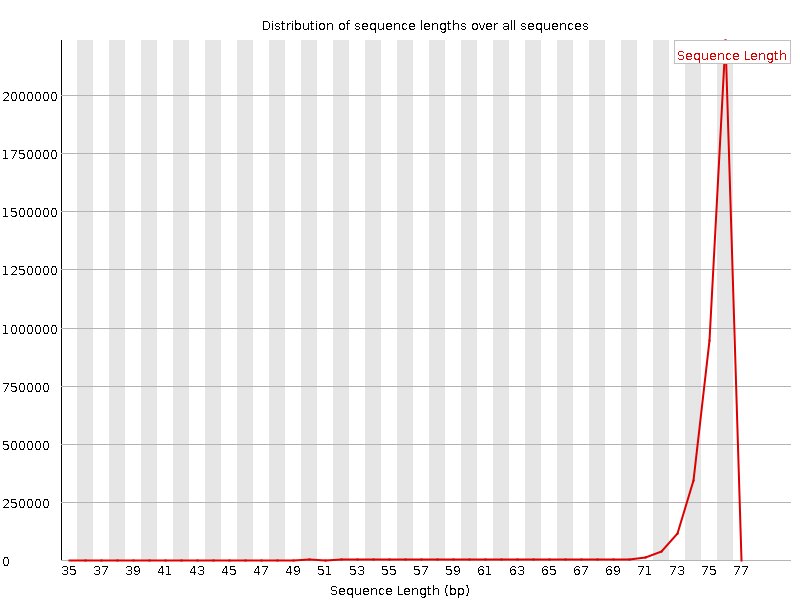 Distribution of sequence lengths over all sequences
Sequence Length
2000000
1750000
1500000
1250000
1000000
750000
500000
250000
0
35 37 39 41 43 45 47 49 51 53 55 57 59 61 63 65 67 69 71 73 75 77
Sequence Length (bp)